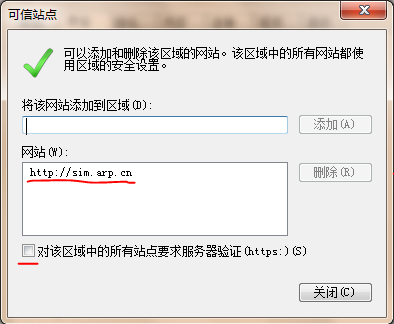 可信站点
可以添加和删除该区域的网站。该区域中的所有网站都使
用区域的安全设置。
将该网站添加到区域(D):
添加(A)
网站(W):
http://sim.arp.cn
删除(R)
对该区域中的所有站点要求服务器验证(https:)(S)
关闭(C)